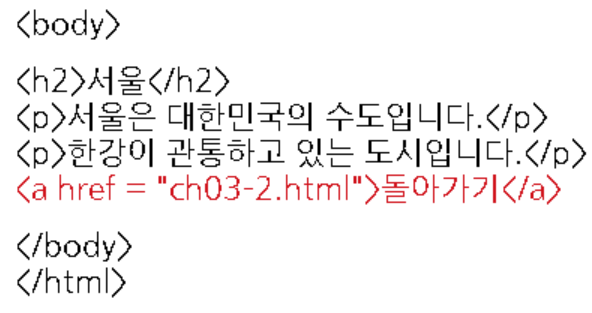 <body>
<h2>서울</h2>
<p>서울은 대한민국의 수도입니다.</p>
<p>한강이 관통하고 있는 도시입니다.</p>
<a href = "ch03-2.html">돌아가기</a>
</body>
</html>